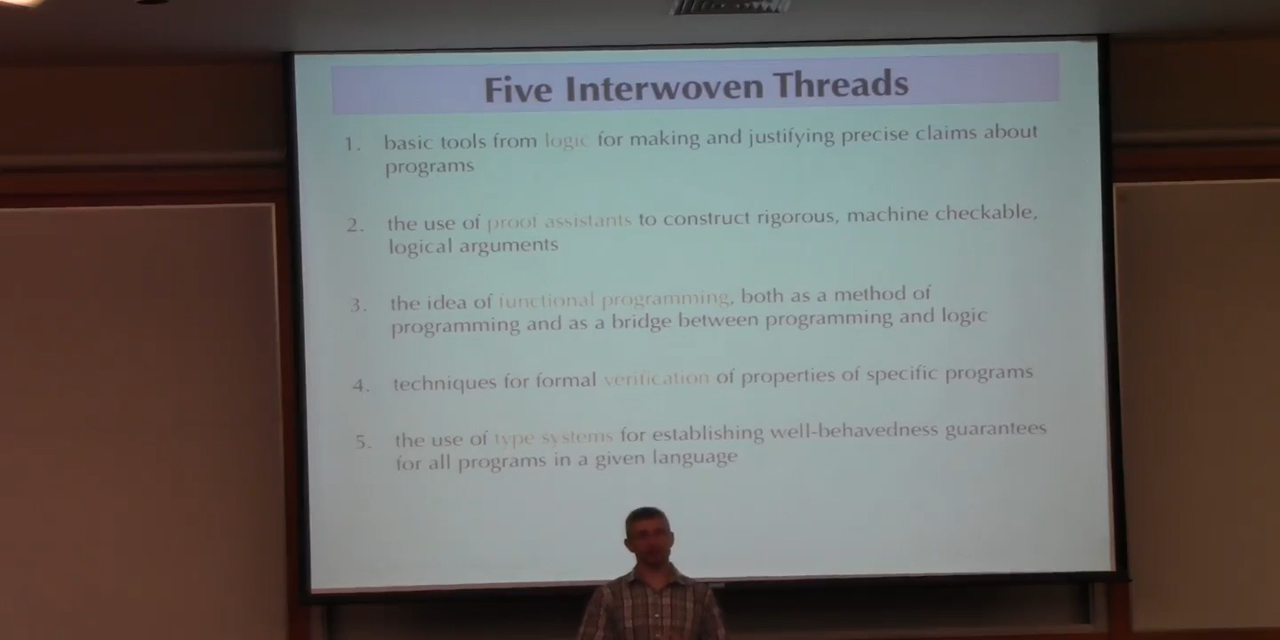 Five Interwoven Threads
1. basic tools from logic for making and justifying precise claims about
programs
2. the use of proof assistants to construct rigorous, machine checkable,
logical arguments
3. the idea of functional programming, both as a method of
programming and as a bridge between programming and logic
4. techniques for formal verification of properties of specific programs
5. the use of type systems for establishing well-behavedness guarantees
for all programs in a given language